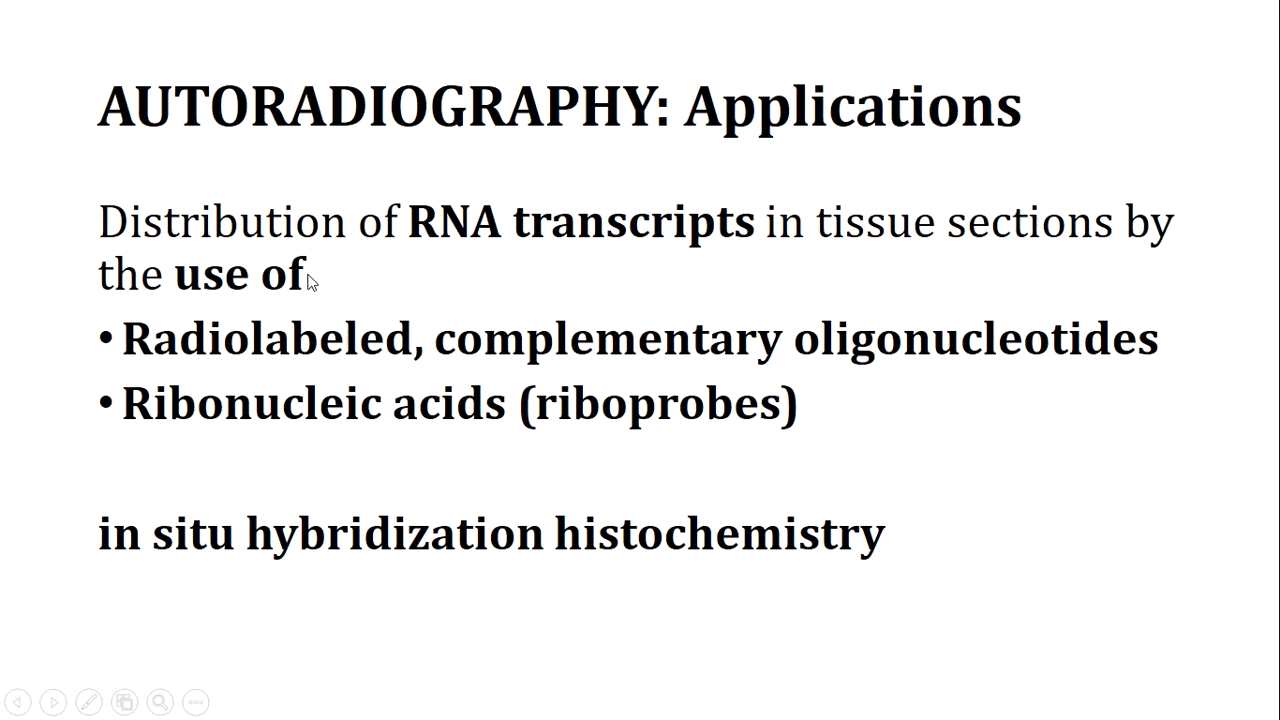 AUTORADIOGRAPHY: Applications
Distribution of RNA transcripts in tissue sections by
the use of
• Radiolabeled, complementary oligonucleotides
• Ribonucleic acids (riboprobes)
in situ hybridization histochemistry